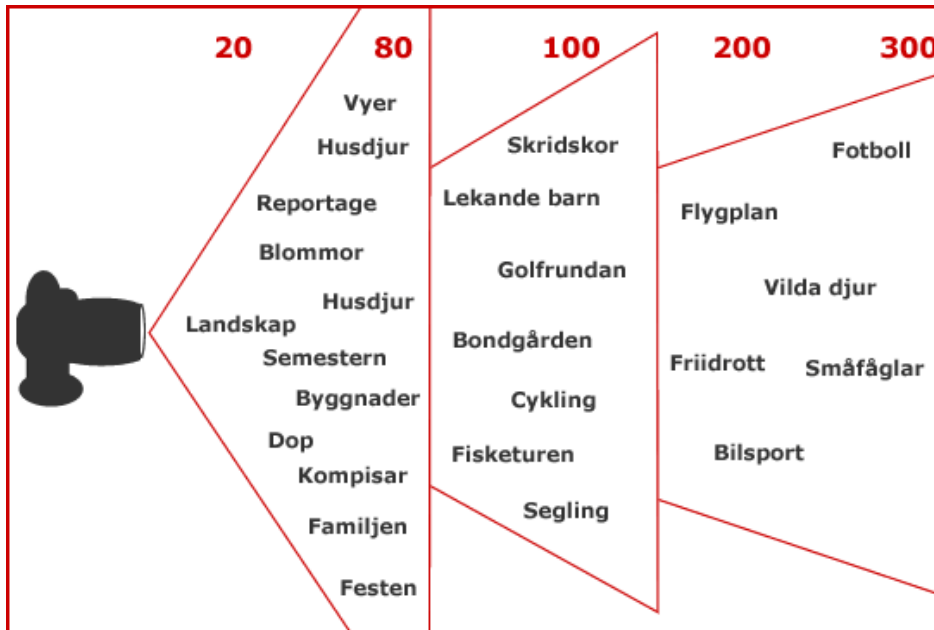 20
80
100
200
300
Vyer
Husdjur
Reportage
Blommor
Husdjur
Landskap
Semestern
Byggnader
Dop
Kompisar
Familjen
Festen
Skridskor
Lekande barn
Golfrundan
Bondgården
Cykling
Fisketuren
Segling
Fotboll
Flygplan
Vilda djur
Friidrott
Småfåglar
Bilsport